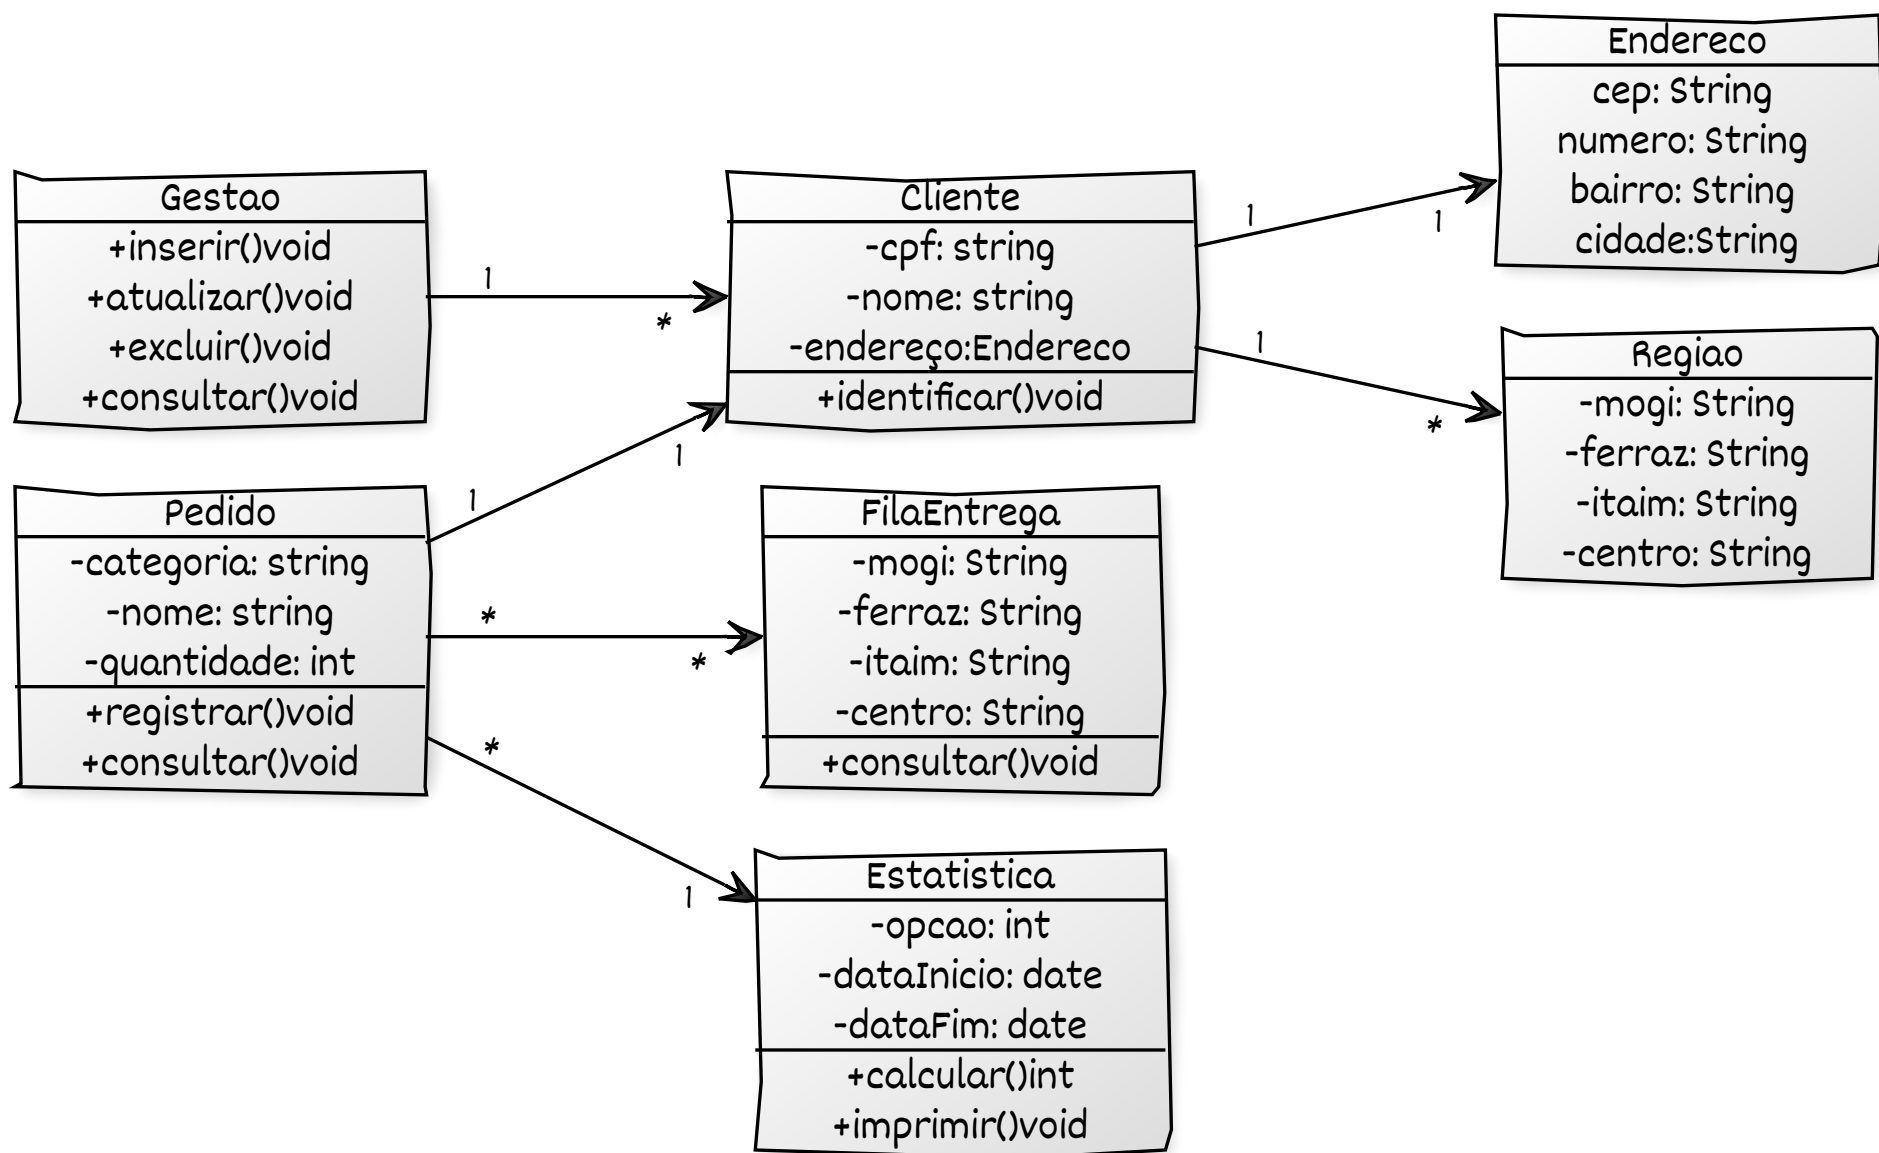 Gestao
+inserir()void
+atualizar()void
+excluir()void
+consultar()void
1
*
Cliente
-cpf: string
-nome: string
-endereço:Endereco
+identificar()void
1
1
Endereco
cep: String
numero: String
bairro: String
cidade:String
1
*
Regiao
-mogi: String
-ferraz: String
-itaim: String
-centro: String
Pedido
-categoria: string
-nome: string
-quantidade: int
+registrar()void
+consultar()void
1
1
*
*
FilaEntrega
-mogi: String
-ferraz: String
-itaim: String
-centro: String
+consultar()void
*
1
Estatistica
-opcao: int
-dataInicio: date
-dataFim: date
+calcular()int
+imprimir()void